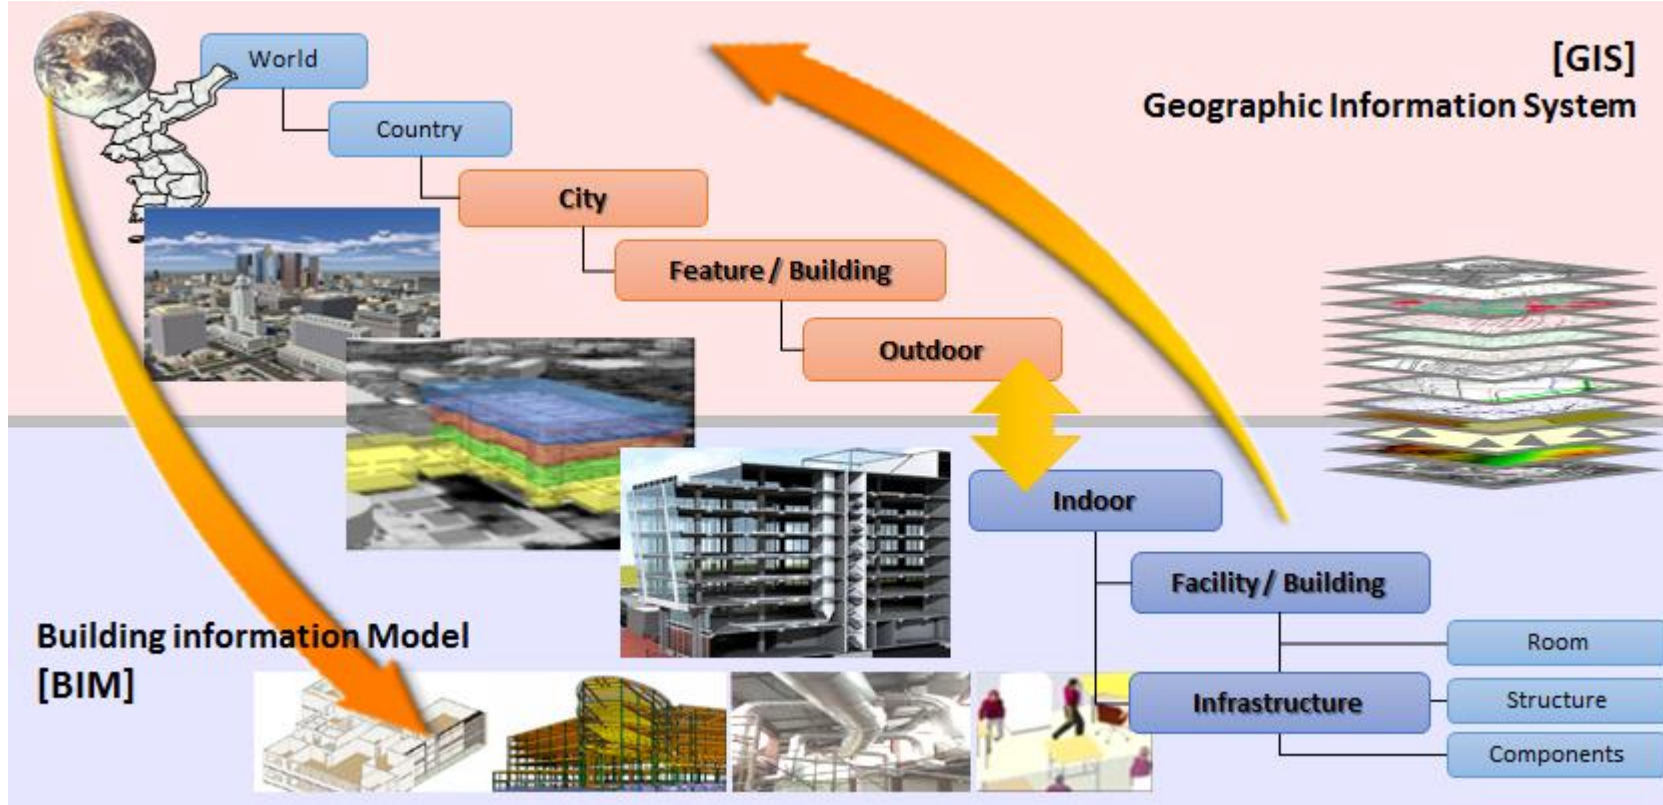 World
[GIS]
Geographic Information System
Country
City
Feature / Building
Outdoor
Indoor
Facility / Building
Building information Model
[BIM]
Room
Infrastructure
Structure
Components